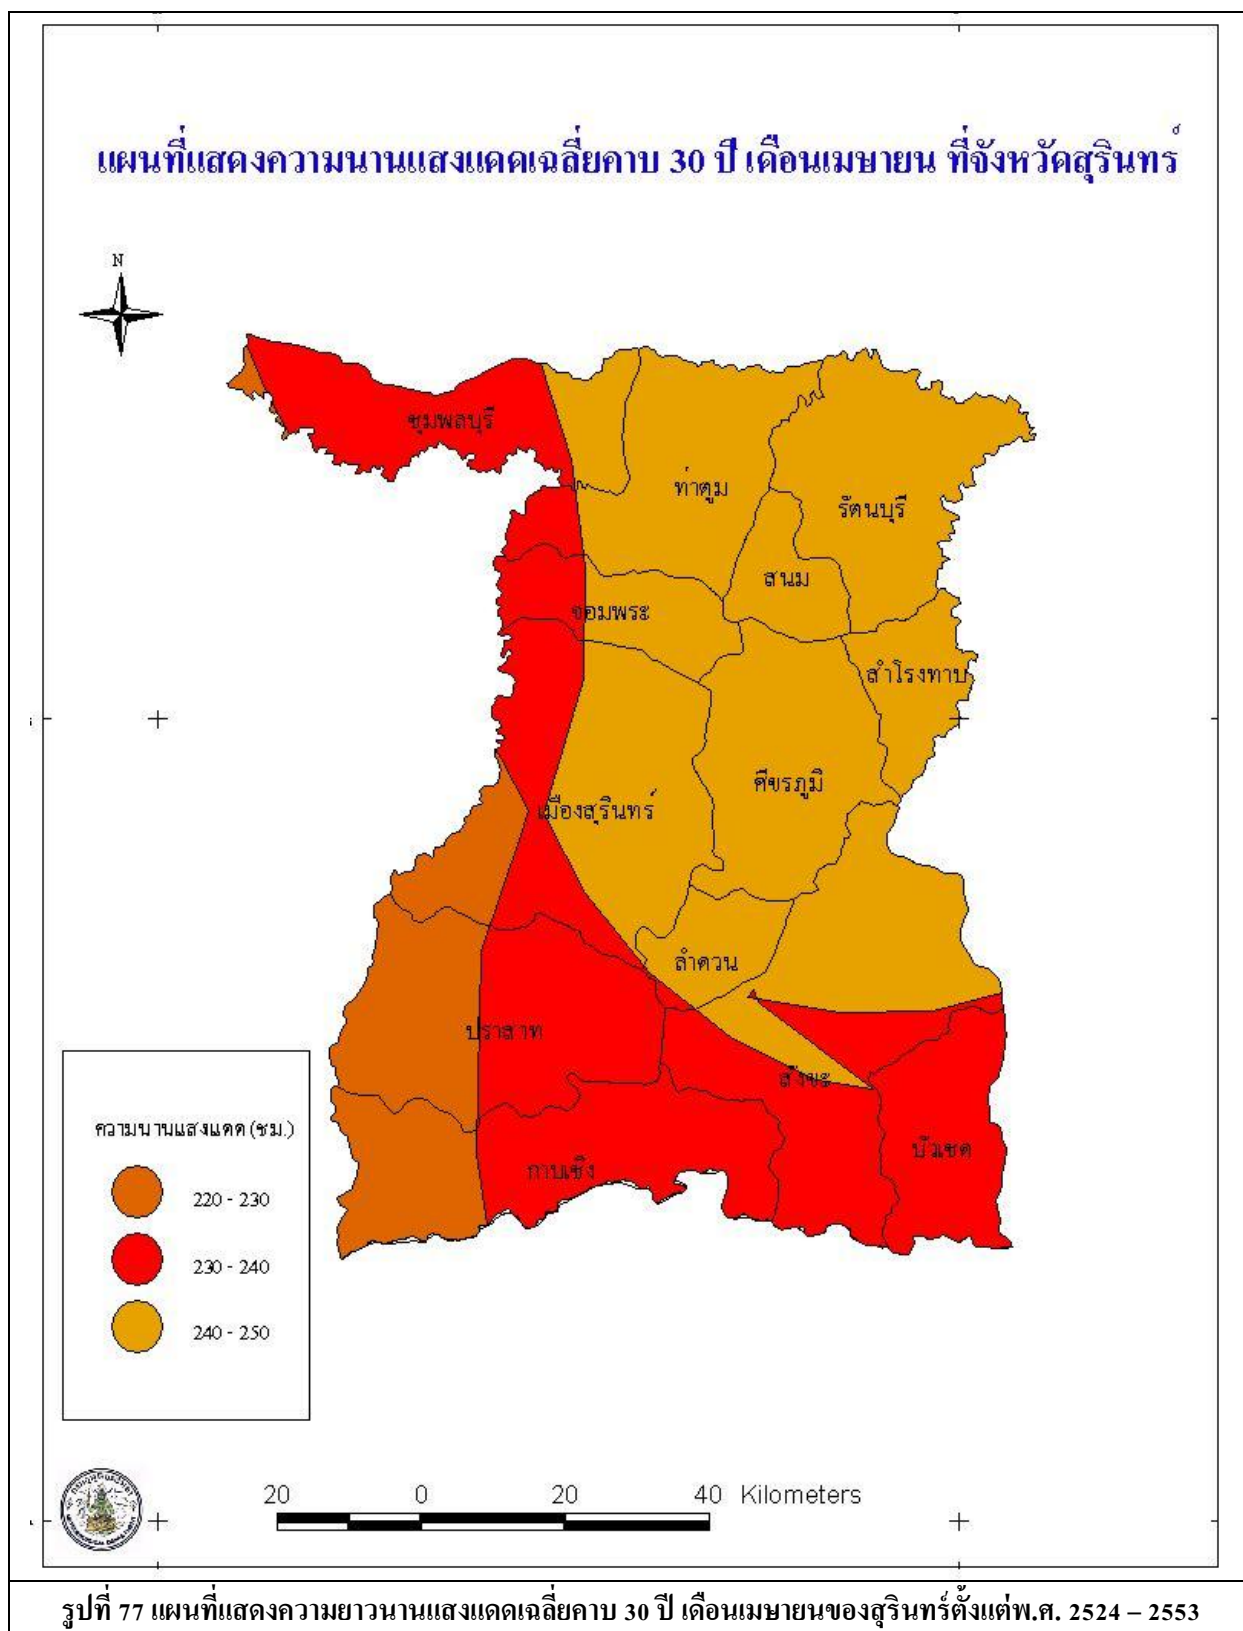 แผนที่แสดงความนานแสงแดดเฉลี่ยคาบ 30 ปี เดือนเมษายน ที่จังหวัดสุรินทร์
N
ชุมพลบุรี
ท่าตูม
รัตนบุรี
สนม
จอมพระ
สำโรงทาบ
ศีขรภูมิ
เมืองสุรินทร์
ลำดวน
ปราสาท
สังขะ
บัวเชด
กาบเชิง
ความนานแสงแดด (ชม.)
220 - 230
230 - 240
240 - 250
20 0 20 40 Kilometers
รูปที่ 77 แผนที่แสดงความยาวนานแสงแดดเฉลี่ยคาบ 30 ปี เดือนเมษายนของสุรินทร์ตั้งแต่พ.ศ. 2524 – 2553